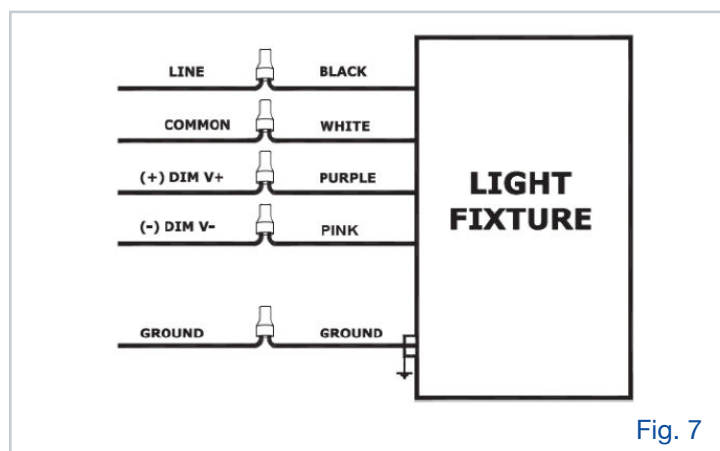 LINE BLACK
COMMON WHITE
(+) DIM V+ PURPLE
(-) DIM V- PINK
GROUND GROUND
LIGHT
FIXTURE
Fig. 7